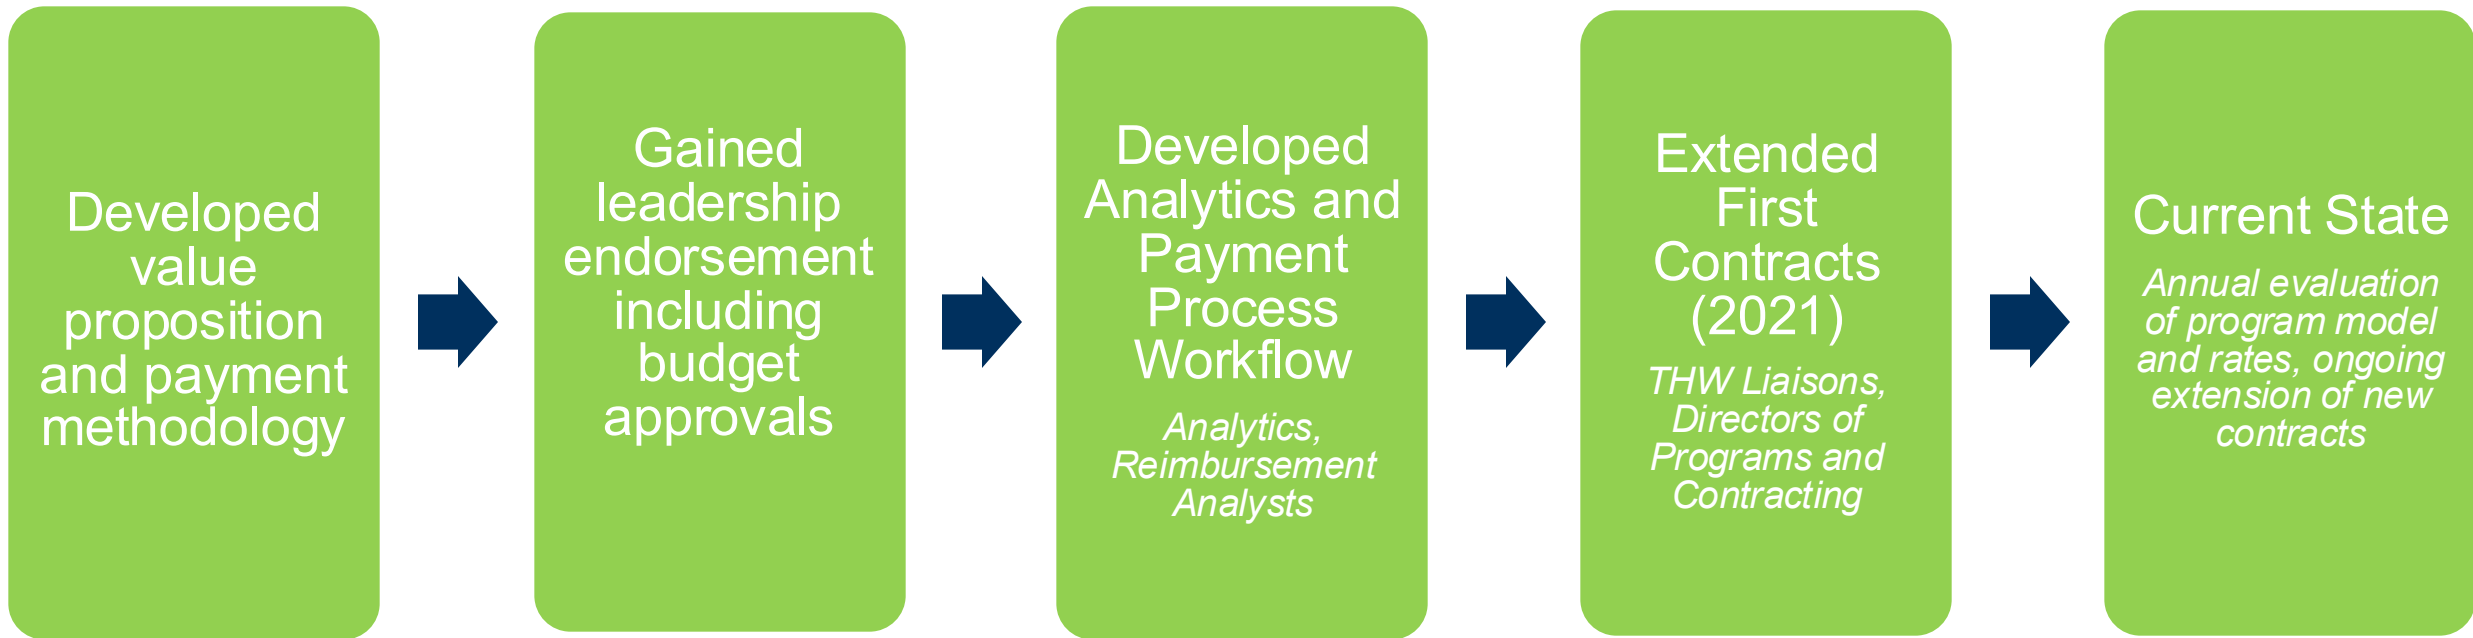 Developed
value
proposition
and payment
methodology
Gained
leadership
endorsement
including
budget
approvals
Developed
Analytics and
Payment
Process
Workflow
Analytics,
Reimbursement
Analysts
Extended
First
Contracts
(2021)
THW Liaisons,
Directors of
Programs and
Contracting
Current State
Annual evaluation
of program model
and rates, ongoing
extension of new
contracts